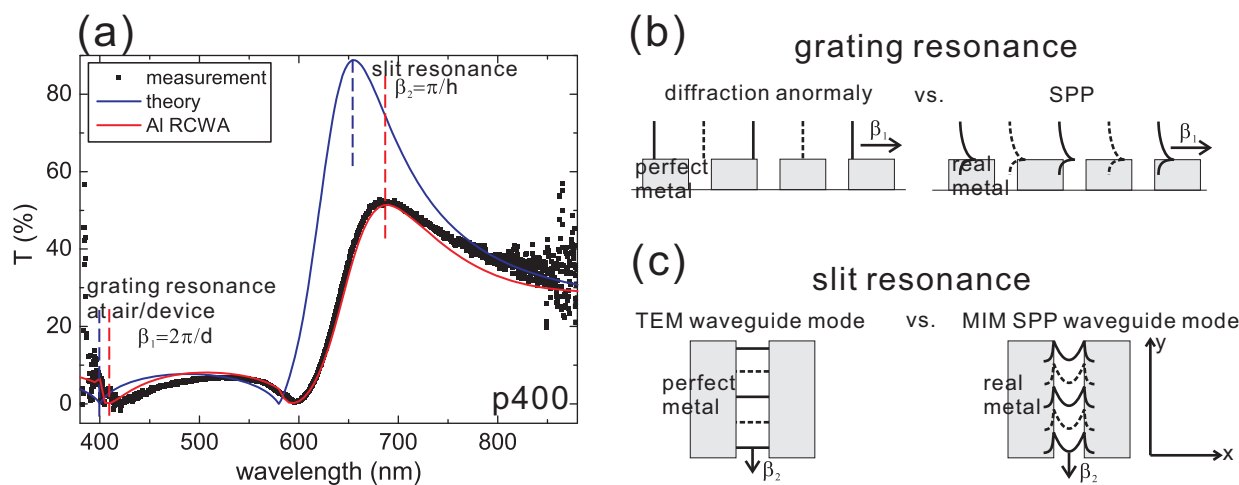 (a)
measurement
theory
Al RCWA
slit resonance
β₂=π/h
grating resonance
at air/device
β₁=2π/d
p400
T (%)
80
60
40
20
0
400
500
600
700
800
wavelength (nm)
(b)
grating resonance
diffraction anormaly
vs.
SPP
β₁
β₁
perfect
metal
real
metal
(c)
slit resonance
TEM waveguide mode
vs.
MIM SPP waveguide mode
perfect
metal
β₂
real
metal
β₂
y
x